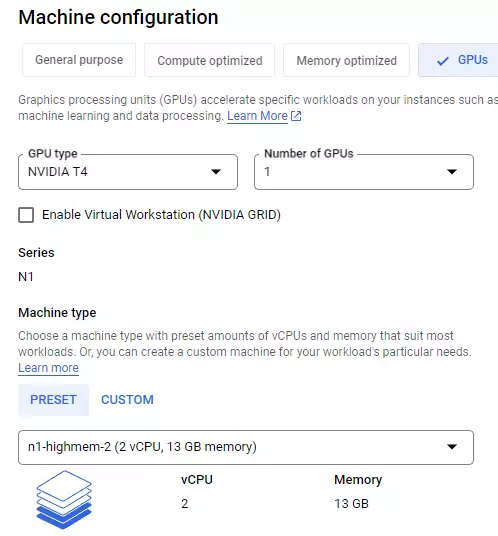 Machine configuration
General purpose
Compute optimized
Memory optimized
GPUs
Graphics processing units (GPUs) accelerate specific workloads on your instances such as
machine learning and data processing. Learn More
GPU type
NVIDIA T4
Number of GPUs
1
Enable Virtual Workstation (NVIDIA GRID)
Series
N1
Machine type
Choose a machine type with preset amounts of vCPUs and memory that suit most
workloads. Or, you can create a custom machine for your workload's particular needs.
Learn more
PRESET
CUSTOM
n1-highmem-2 (2 vCPU, 13 GB memory)
vCPU
Memory
2
13 GB